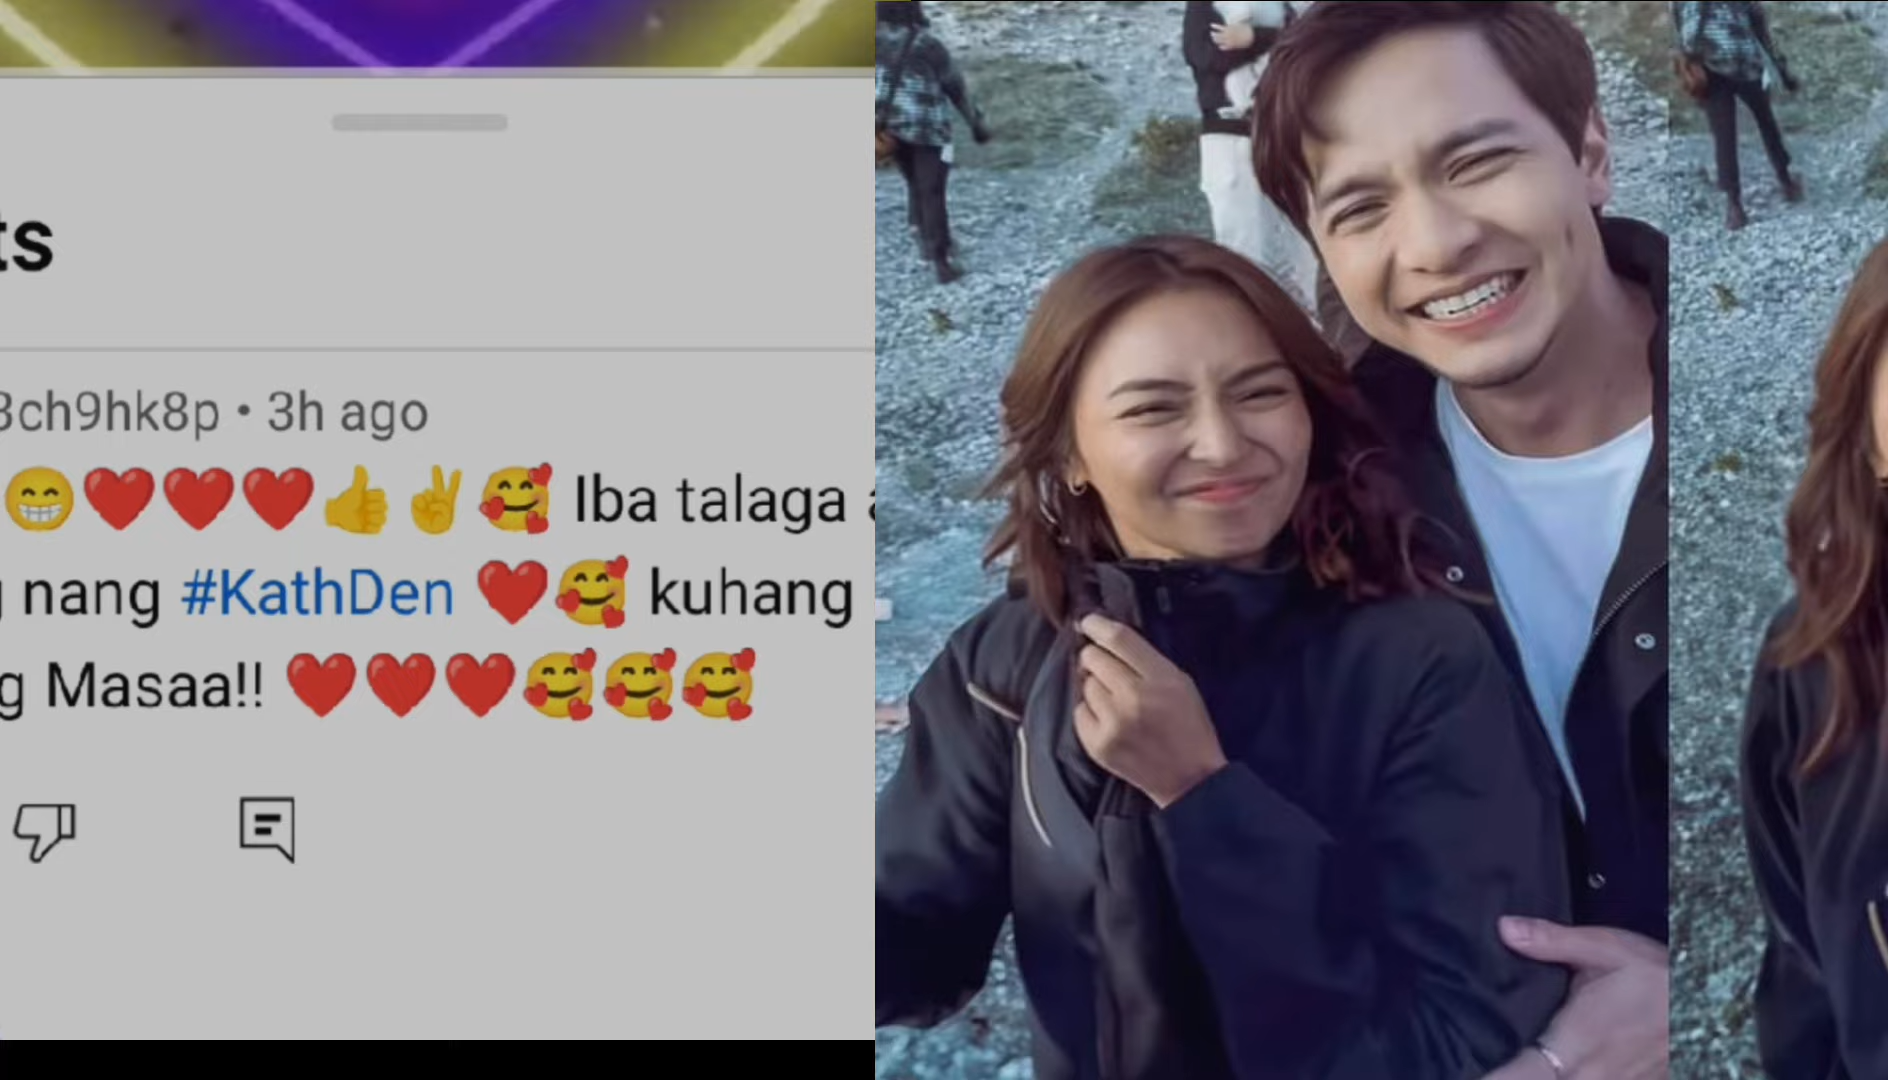 ts
3ch9hk8p • 3h ago
😁❤️❤️❤️👍✌️🥰 Iba talaga
nang #KathDen ❤️🥰 kuhang
g Masaa!! ❤️❤️❤️🥰🥰🥰